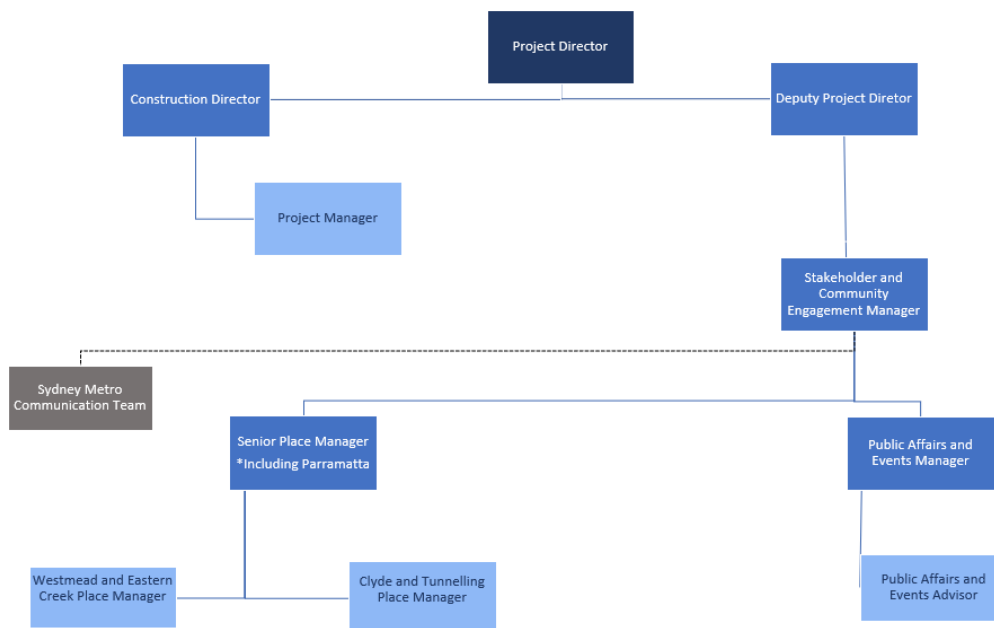 Project Director
Construction Director
Deputy Project Diretor
Project Manager
Stakeholder and
Community
Engagement Manager
Sydney Metro
Communication Team
Senior Place Manager
*Including Parramatta
Public Affairs and
Events Manager
Westmead and Eastern
Creek Place Manager
Clyde and Tunnelling
Place Manager
Public Affairs and
Events Advisor